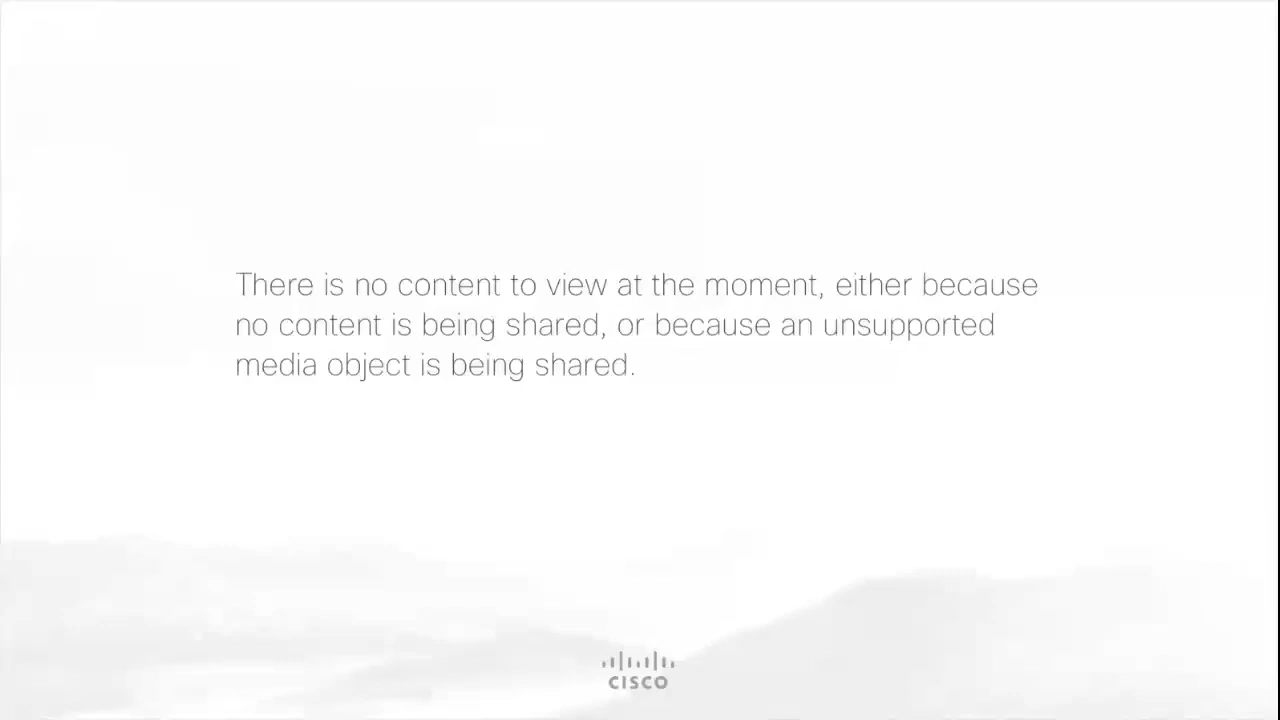 There is no content to view at the moment, either because
no content is being shared, or because an unsupported
media object is being shared.
CISCO